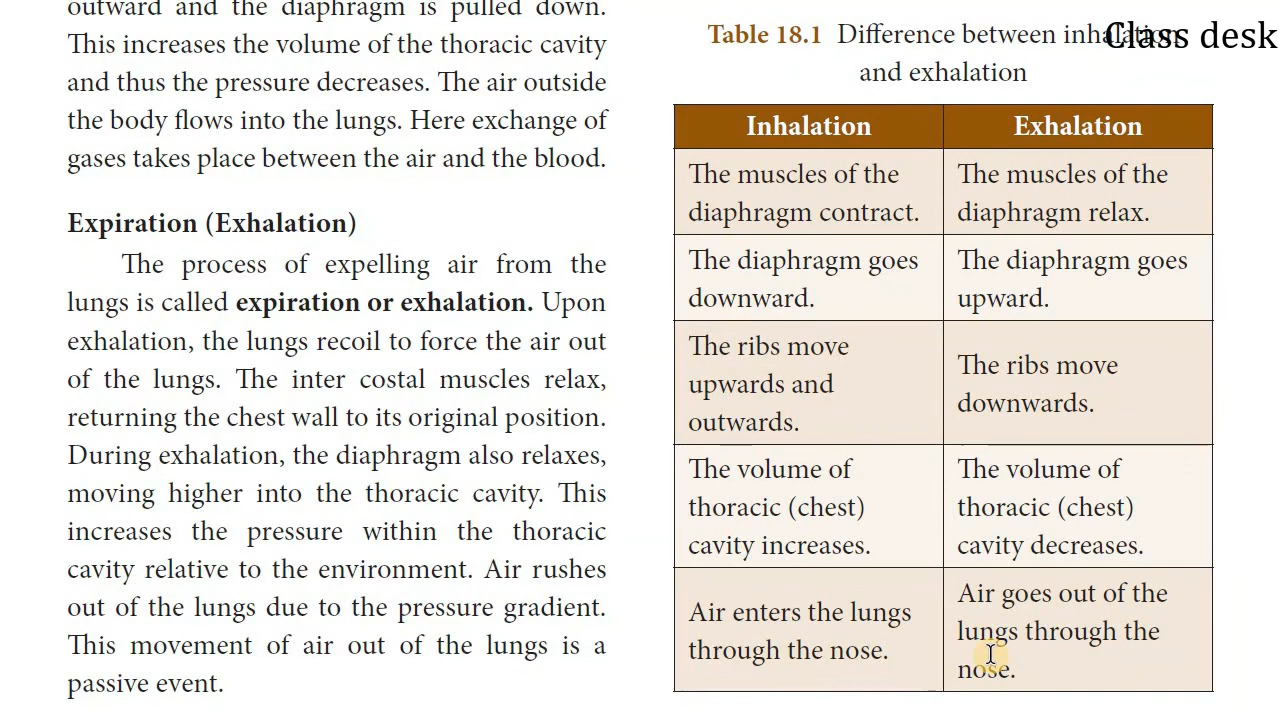 outward and the diaphragm is pulled down.
This increases the volume of the thoracic cavity
and thus the pressure decreases. The air outside
the body flows into the lungs. Here exchange of
gases takes place between the air and the blood.
Expiration (Exhalation)
The process of expelling air from the
lungs is called expiration or exhalation. Upon
exhalation, the lungs recoil to force the air out
of the lungs. The inter costal muscles relax,
returning the chest wall to its original position.
During exhalation, the diaphragm also relaxes,
moving higher into the thoracic cavity. This
increases the pressure within the thoracic
cavity relative to the environment. Air rushes
out of the lungs due to the pressure gradient.
This movement of air out of the lungs is a
passive event.
Class desk
Table 18.1 Difference between inhalation
and exhalation
Inhalation
Exhalation
The muscles of the
diaphragm contract.
The muscles of the
diaphragm relax.
The diaphragm goes
downward.
The diaphragm goes
upward.
The ribs move
upwards and
outwards.
The ribs move
downwards.
The volume of
thoracic (chest)
cavity increases.
The volume of
thoracic (chest)
cavity decreases.
Air enters the lungs
through the nose.
Air goes out of the
lungs through the
nose.